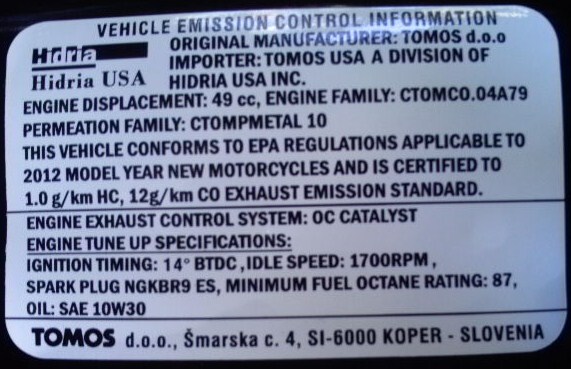 VEHICLE EMISSION CONTROL INFORMATION
Hidria
Hidria USA
ORIGINAL MANUFACTURER: TOMOS d.o.o
IMPORTER: TOMOS USA A DIVISION OF
HIDRIA USA INC.
ENGINE DISPLACEMENT: 49 cc, ENGINE FAMILY: CTOMC0.04A79
PERMEATION FAMILY: CTOMPMETAL 10
THIS VEHICLE CONFORMS TO EPA REGULATIONS APPLICABLE TO
2012 MODEL YEAR NEW MOTORCYCLES AND IS CERTIFIED TO
1.0 g/km HC, 12g/km CO EXHAUST EMISSION STANDARD.
ENGINE EXHAUST CONTROL SYSTEM: OC CATALYST
ENGINE TUNE UP SPECIFICATIONS:
IGNITION TIMING: 14° BTDC ,IDLE SPEED: 1700RPM ,
SPARK PLUG NGKBR9 ES, MINIMUM FUEL OCTANE RATING: 87,
OIL: SAE 10W30
TOMOS d.o.o., Šmarska c. 4, SI-6000 KOPER - SLOVENIA